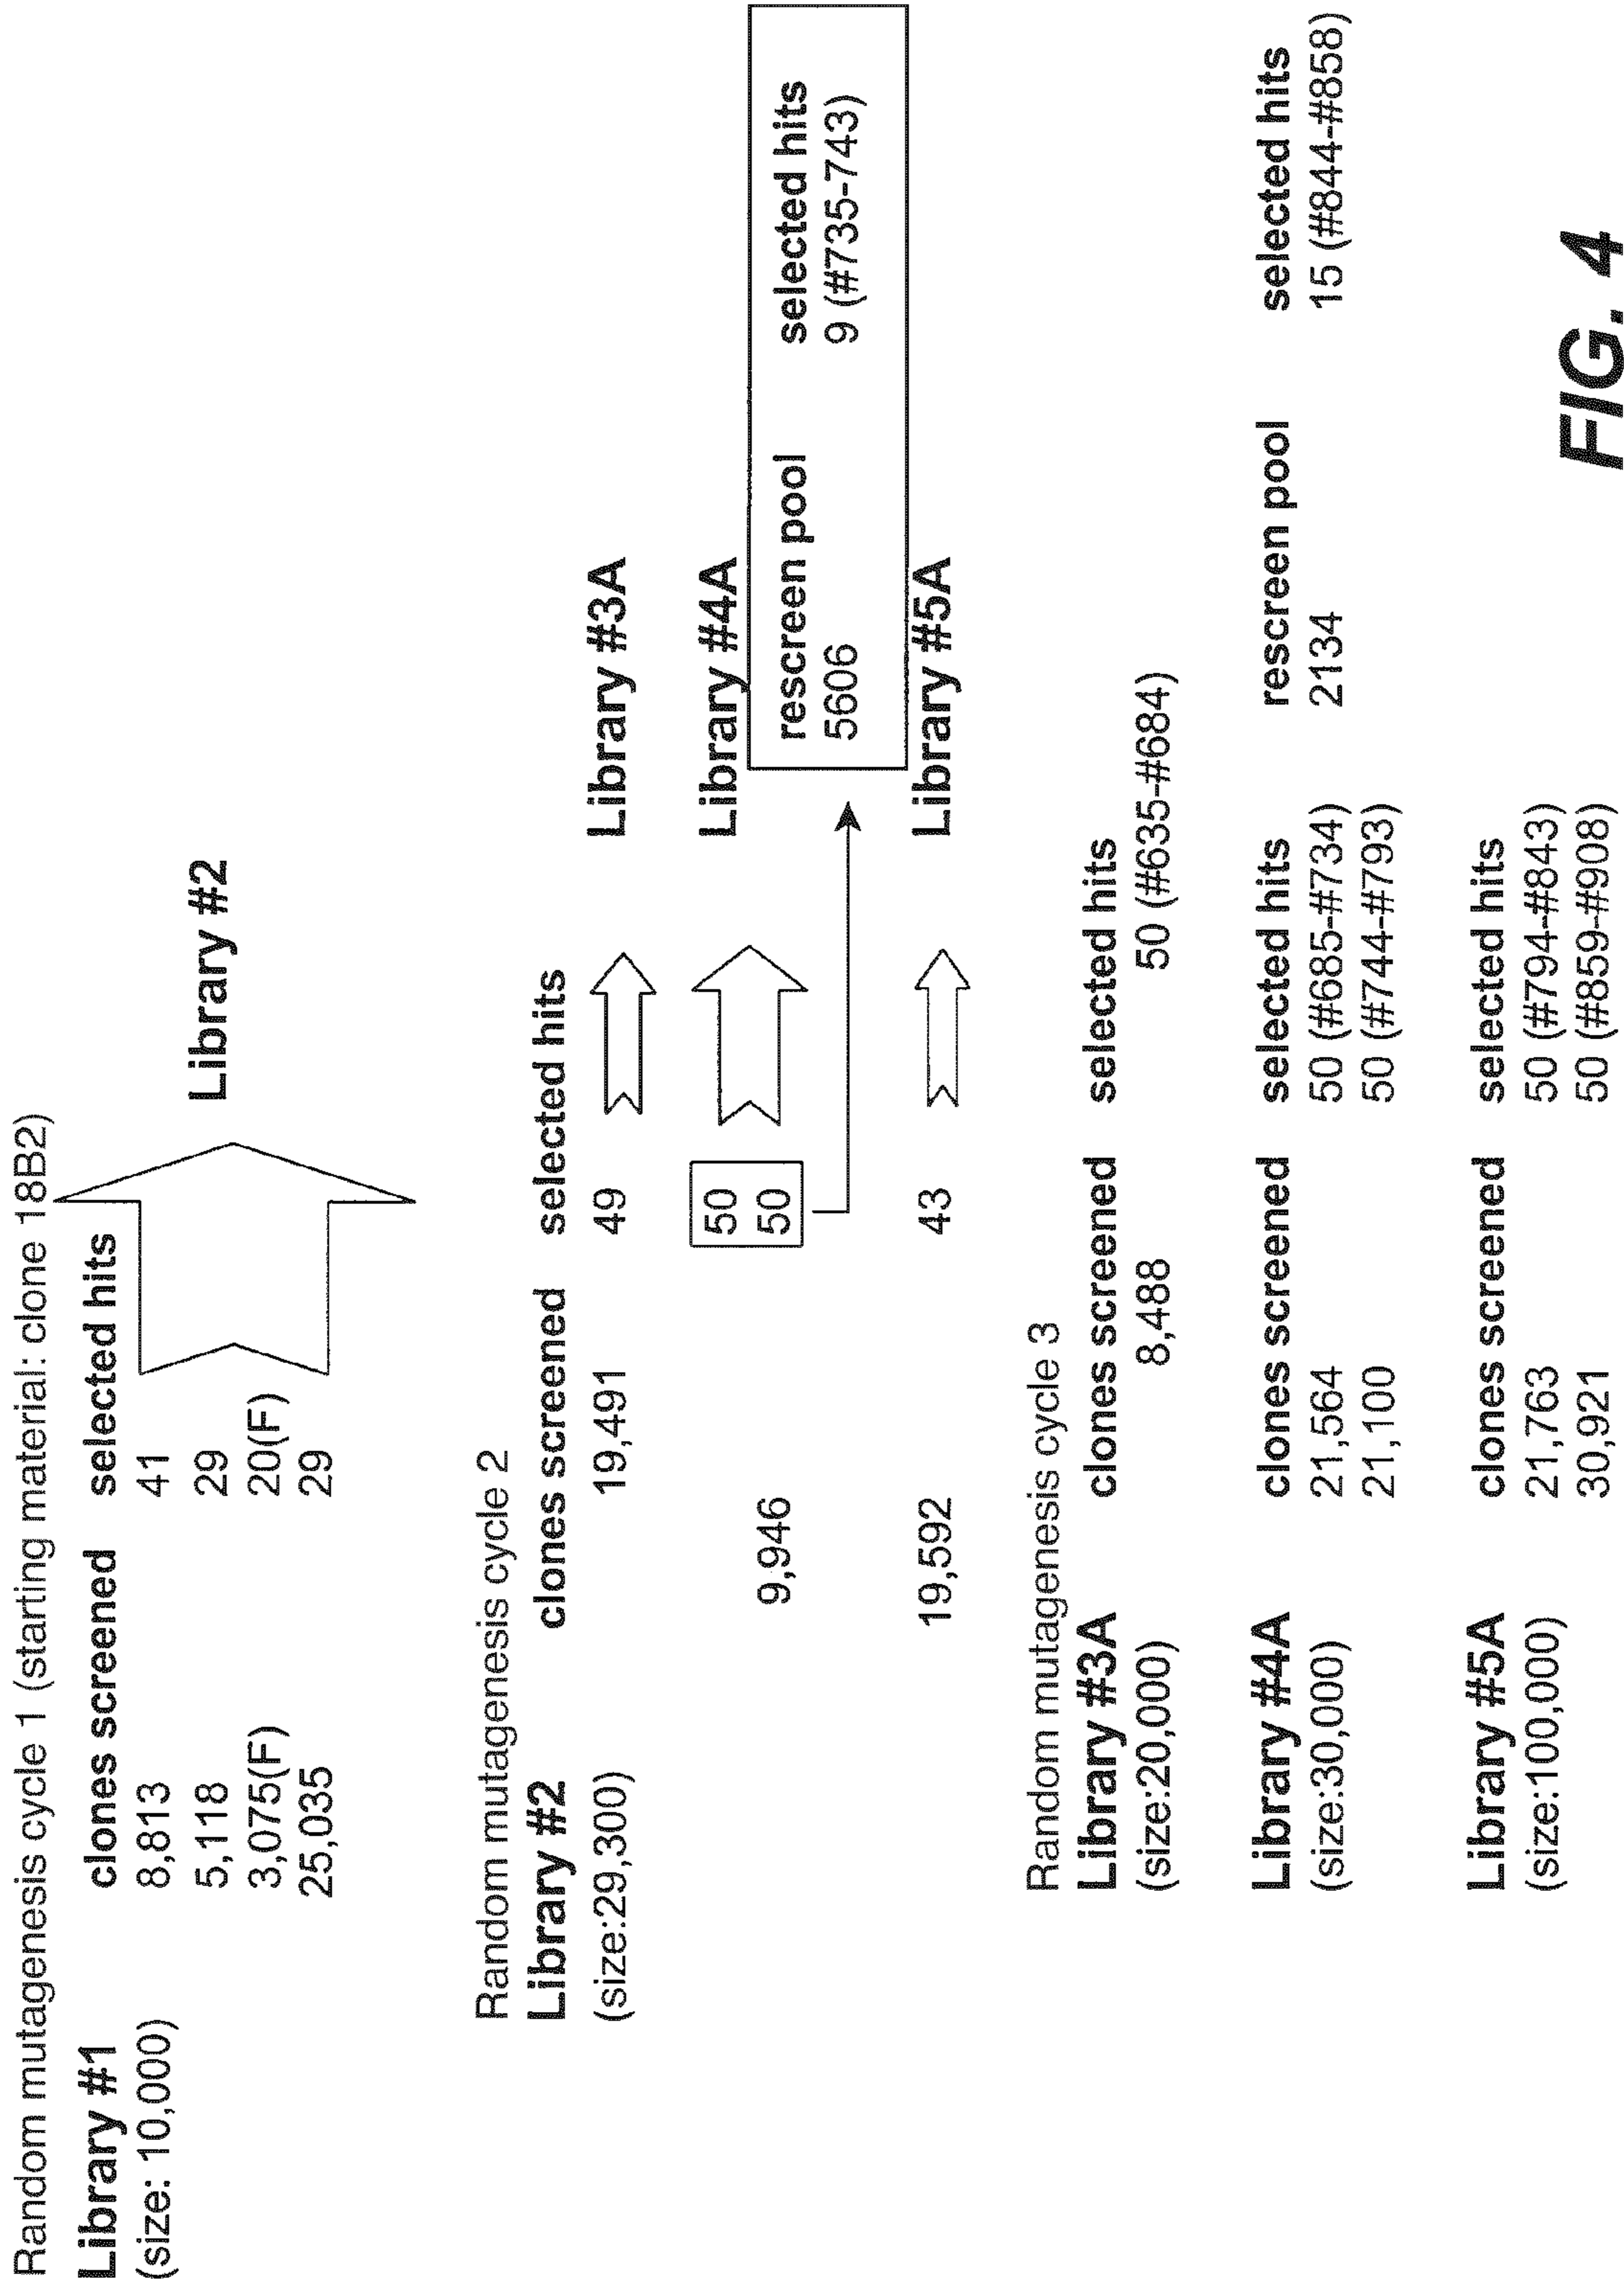 Random mutagenesis cycle 1 (starting material: clone 18B2)
Library #1 clones screened selected hits
(size: 10,000) 8,813 41
5,118 29 Library #2
3,075(F) 20(F)
25,035 29
Random mutagenesis cycle 2
Library #2 clones screened selected hits
(size:29,300) 19,491 49 Library #3A
50 Library #4A
9,946 50 rescreen pool selected hits
5606 9 (#735-743)
19,592 43 Library #5A
Random mutagenesis cycle 3
Library #3A clones screened selected hits
(size:20,000) 8,488 50 (#635-#684)
Library #4A clones screened selected hits rescreen pool selected hits
(size:30,000) 21,564 50 (#685-#734) 2134 15 (#844-#858)
21,100 50 (#744-#793)
Library #5A clones screened selected hits
(size:100,000) 21,763 50 (#794-#843)
30,921 50 (#859-#908)
FIG. 4